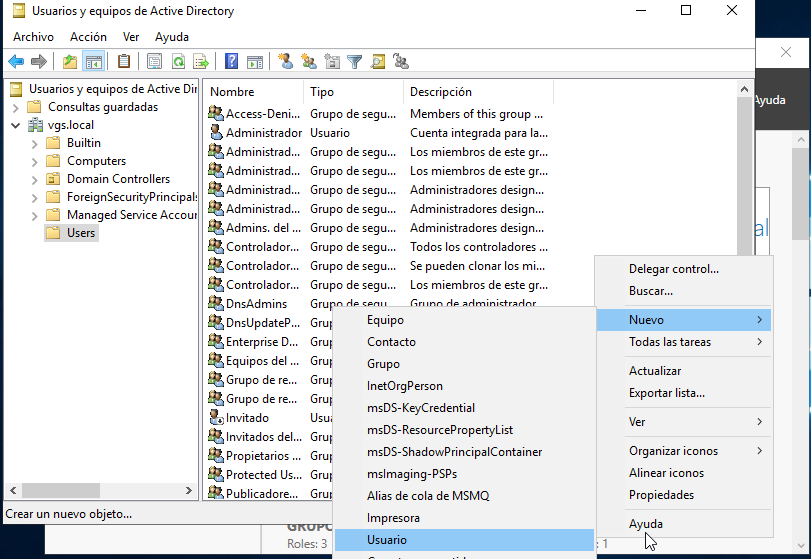 Usuarios y equipos de Active Directory
Archivo Acción Ver Ayuda
Usuarios y equipos de Active Direc
Consultas guardadas
vgs.local
Builtin
Computers
Domain Controllers
ForeignSecurityPrincipals
Managed Service Accou
Users
Nombre Tipo Descripción
Access-Deni... Grupo de segu... Members of this group ...
Administrador Usuario Cuenta integrada para la...
Administra... Grupo de segu... Los miembros de este gr...
Administra... Grupo de segu... Los miembros de este gr...
Administra... Grupo de segu... Administradores design...
Administra... Grupo de segu... Administradores design...
Admins. del ... Grupo de segu... Administradores design...
Controlador... Grupo de segu... Todos los controladores ...
Controlador... Grupo de segu... Se pueden clonar los mi...
Controlador... Grupo de segu... Los miembros de este gr...
DnsAdmins Grupo de segu... Grupo de administrador
DnsUpdateP... Grup
Enterprise D... Grup
Equipos del ... Grup
Grupo de re... Grup
Grupo de re... Grup
Invitado Usua
Invitados del... Grup
Propietarios ... Grup
Protected Us... Grup
Publicadore... Grup
Crear un nuevo objeto...
Ayuda
al
Delegar control...
Buscar...
Nuevo
Todas las tareas
Actualizar
Exportar lista...
Ver
Organizar iconos
Alinear iconos
Propiedades
Ayuda
Equipo
Contacto
Grupo
InetOrgPerson
msDS-KeyCredential
msDS-ResourcePropertyList
msDS-ShadowPrincipalContainer
msImaging-PSPs
Alias de cola de MSMQ
Impresora
Usuario
GRUPO
Roles: 3
: 1